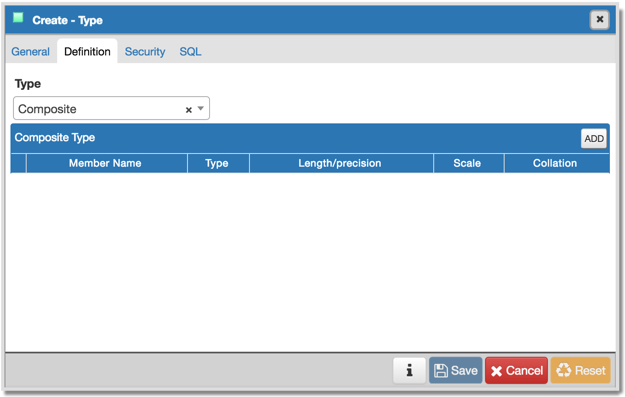 Create - Type
General Definition Security SQL
Type
Composite
Composite Type ADD
Member Name Type Length/precision Scale Collation
i Save Cancel Reset